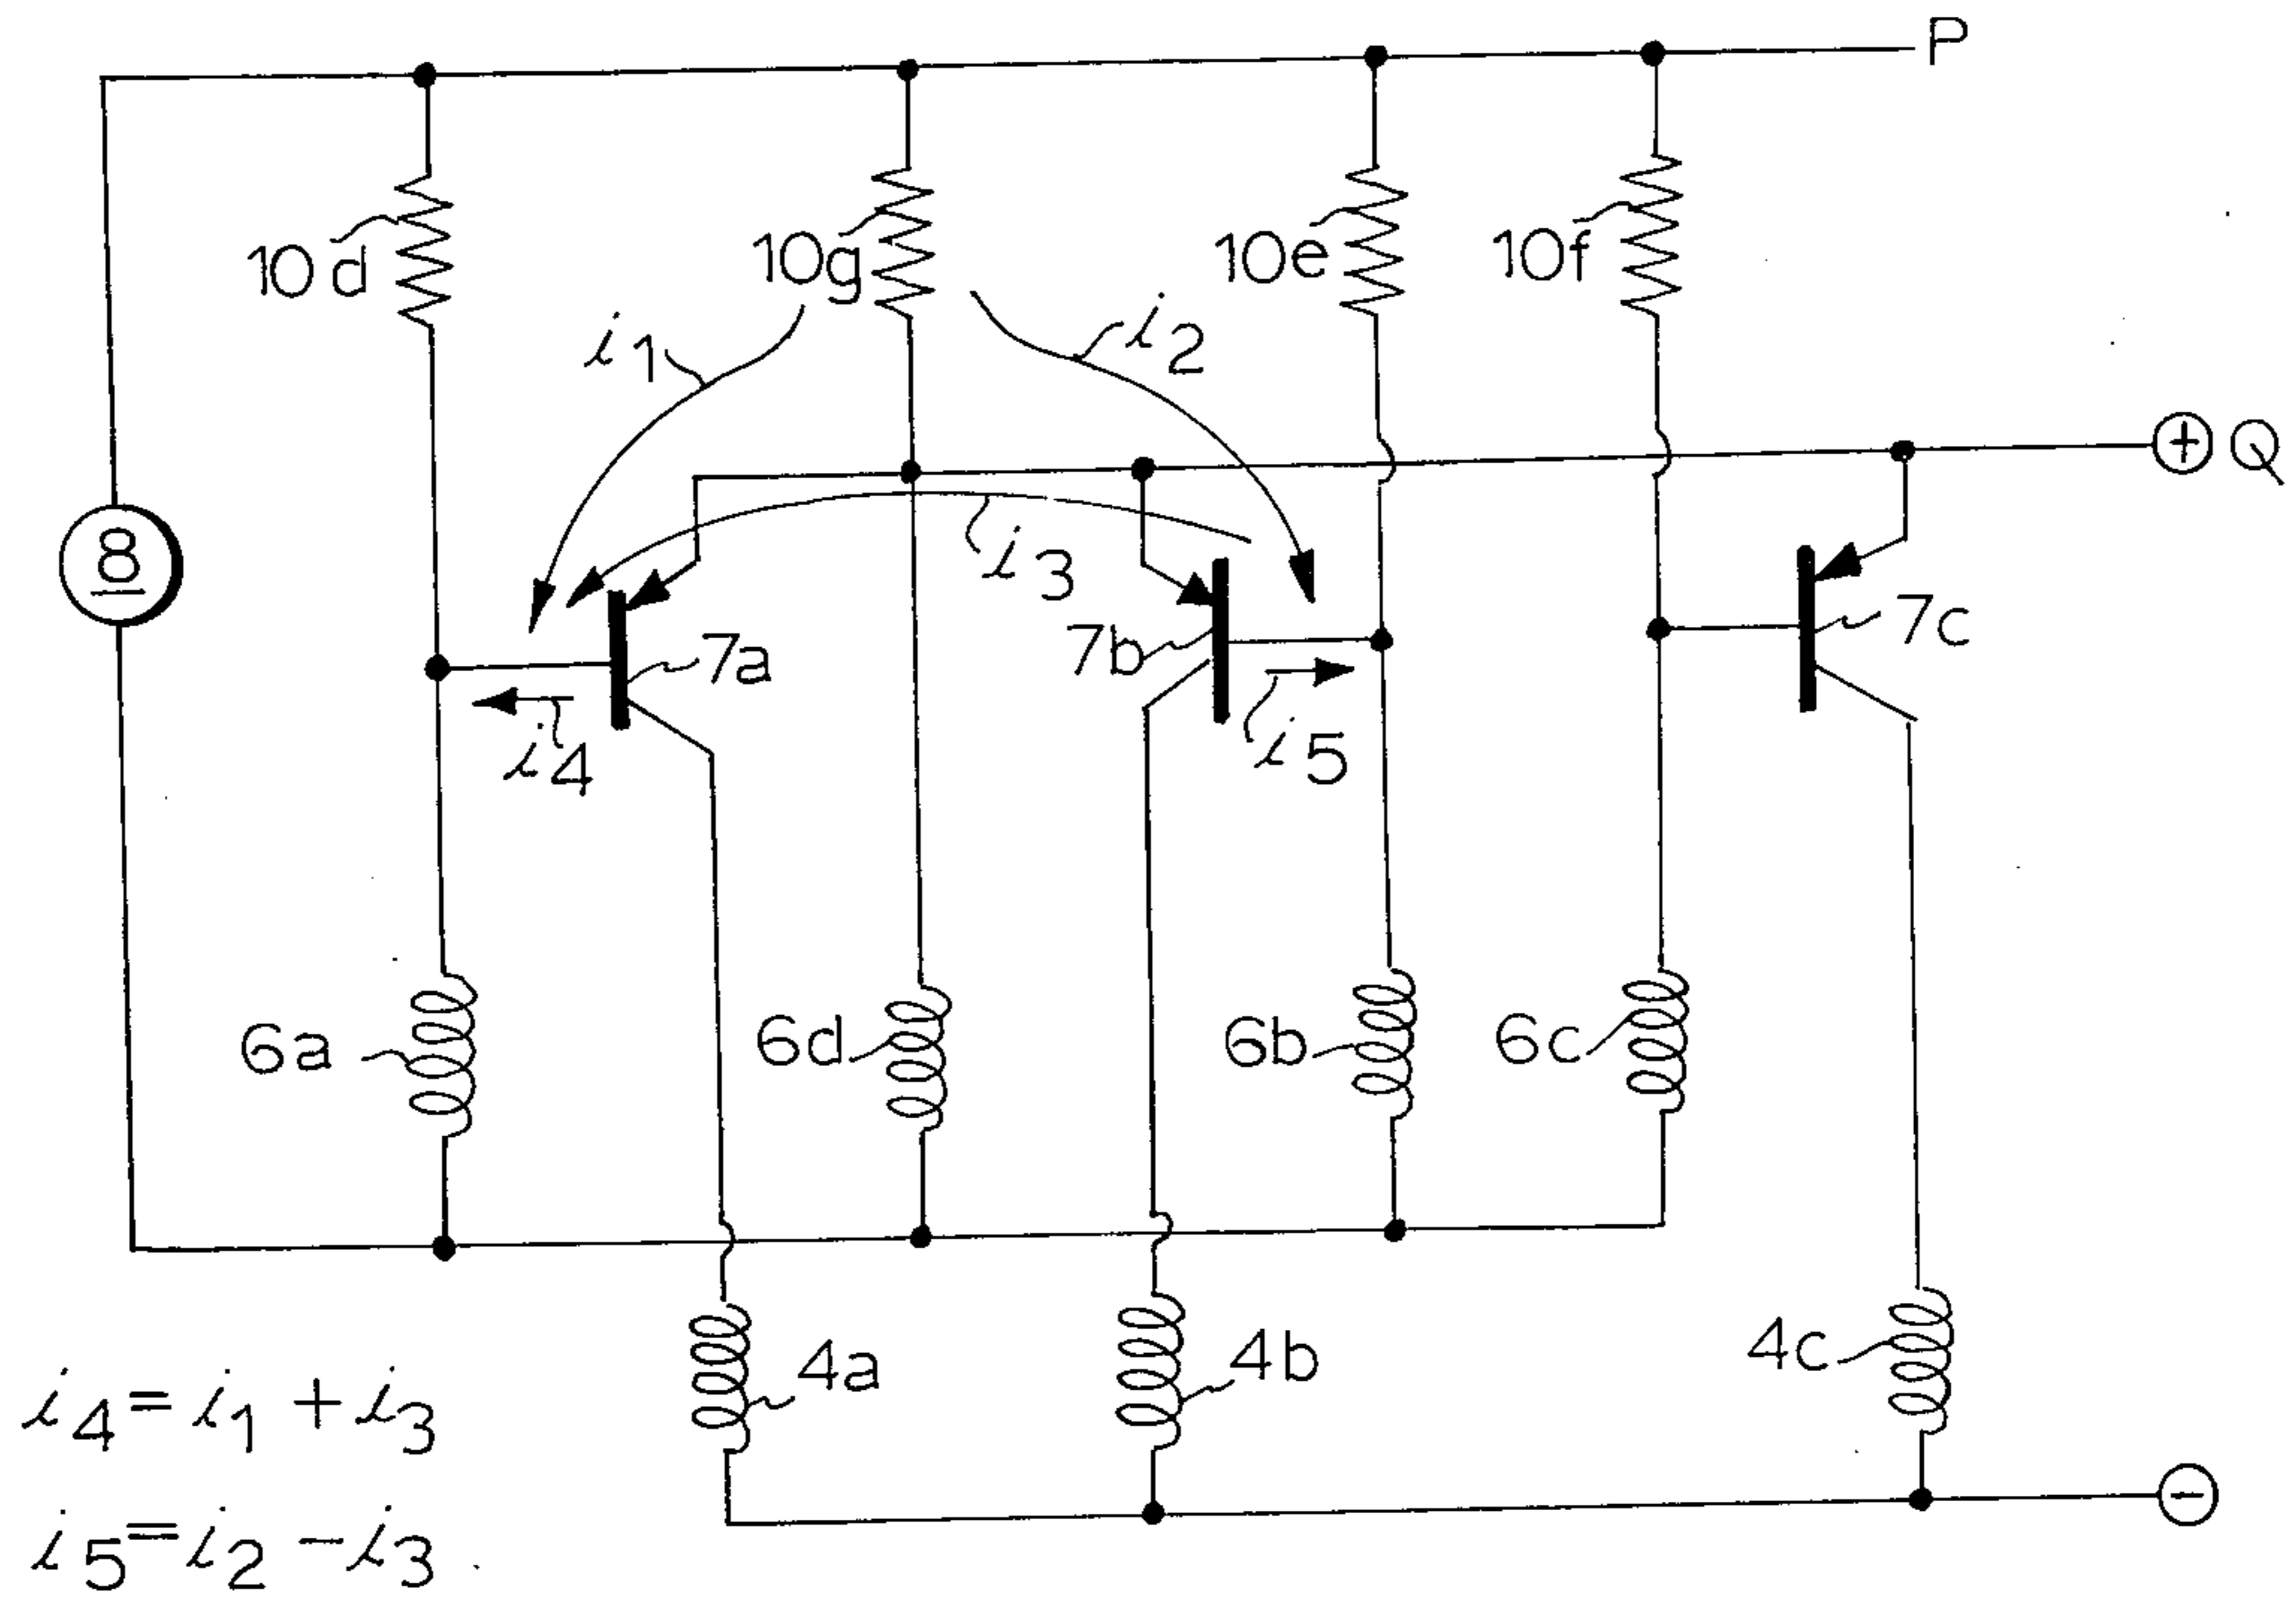 P
10d
10g
10e
10f
i1
i2
+ Q
8
i3
7a
7b
7c
i4
i5
6a
6d
6b
6c
4a
4b
4c
i4=i1+i3
i5=i2-i3
-